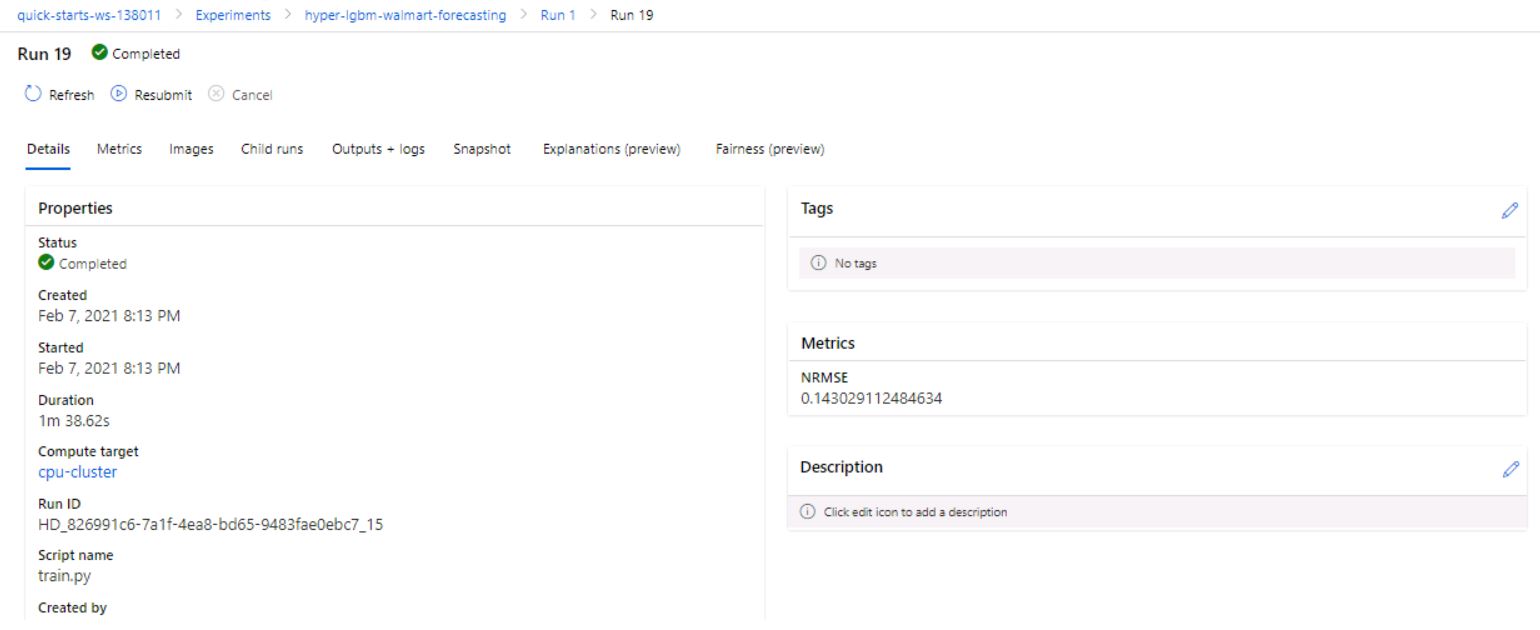 quick-starts-ws-138011 > Experiments > hyper-lgbm-walmart-forecasting > Run 1 > Run 19
Run 19 Completed
Refresh Resubmit Cancel
Details Metrics Images Child runs Outputs + logs Snapshot Explanations (preview) Fairness (preview)
Properties
Status
Completed
Created
Feb 7, 2021 8:13 PM
Started
Feb 7, 2021 8:13 PM
Duration
1m 38.62s
Compute target
cpu-cluster
Run ID
HD_826991c6-7a1f-4ea8-bd65-9483fae0ebc7_15
Script name
train.py
Created by
Tags
No tags
Metrics
NRMSE
0.143029112484634
Description
Click edit icon to add a description